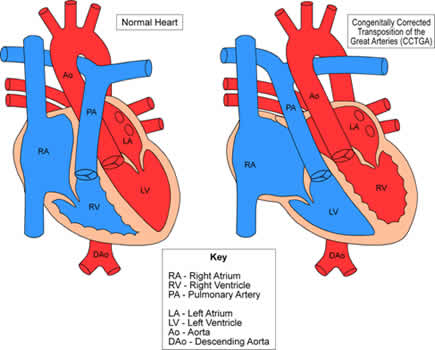 Normal Heart
Ao
PA
LA
RA
LV
RV
DAo
Congenitally Corrected
Transposition of the
Great Arteries (CCTGA)
Ao
PA
LA
RA
RV
LV
DAo
Key
RA - Right Atrium
RV - Right Ventricle
PA - Pulmonary Artery
LA - Left Atrium
LV - Left Ventricle
Ao - Aorta
DAo - Descending Aorta